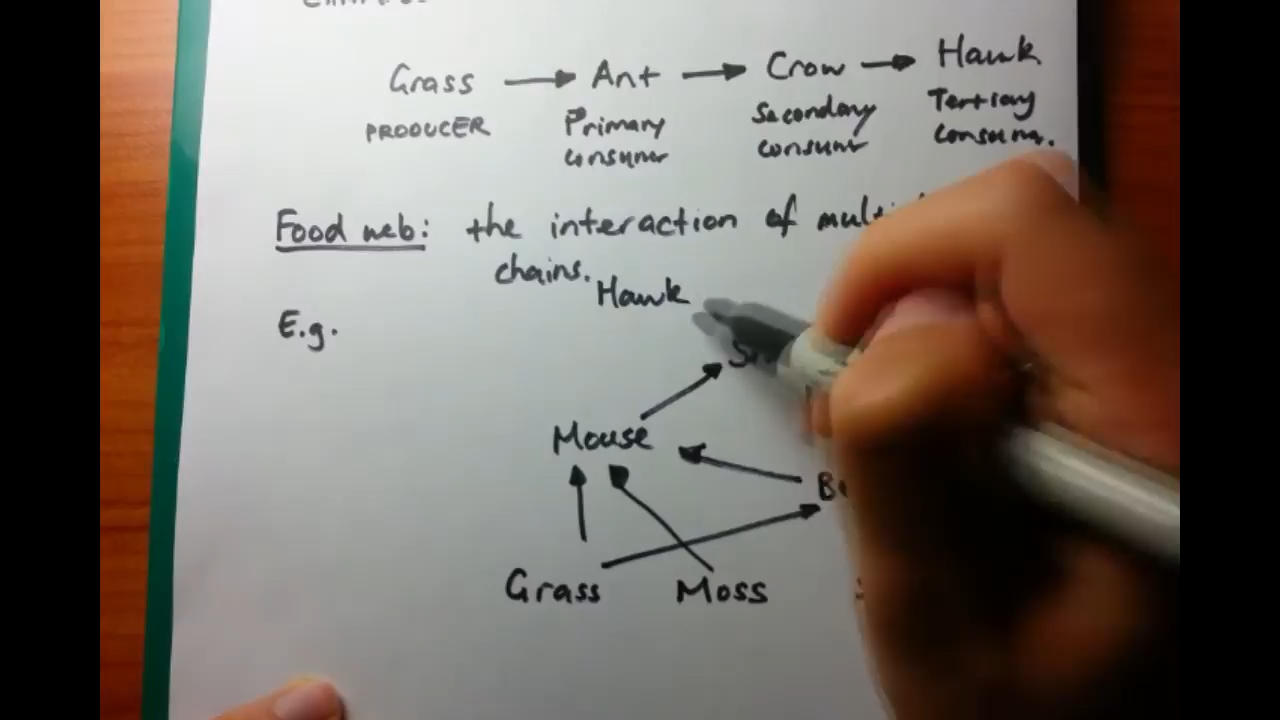 Grass → Ant → Crow → Hawk
PRODUCER Primary consumer Secondary consumer Tertiary consumer.
Food web: the interaction of
chains.
Hawk
E.g.
Mouse
Grass Moss